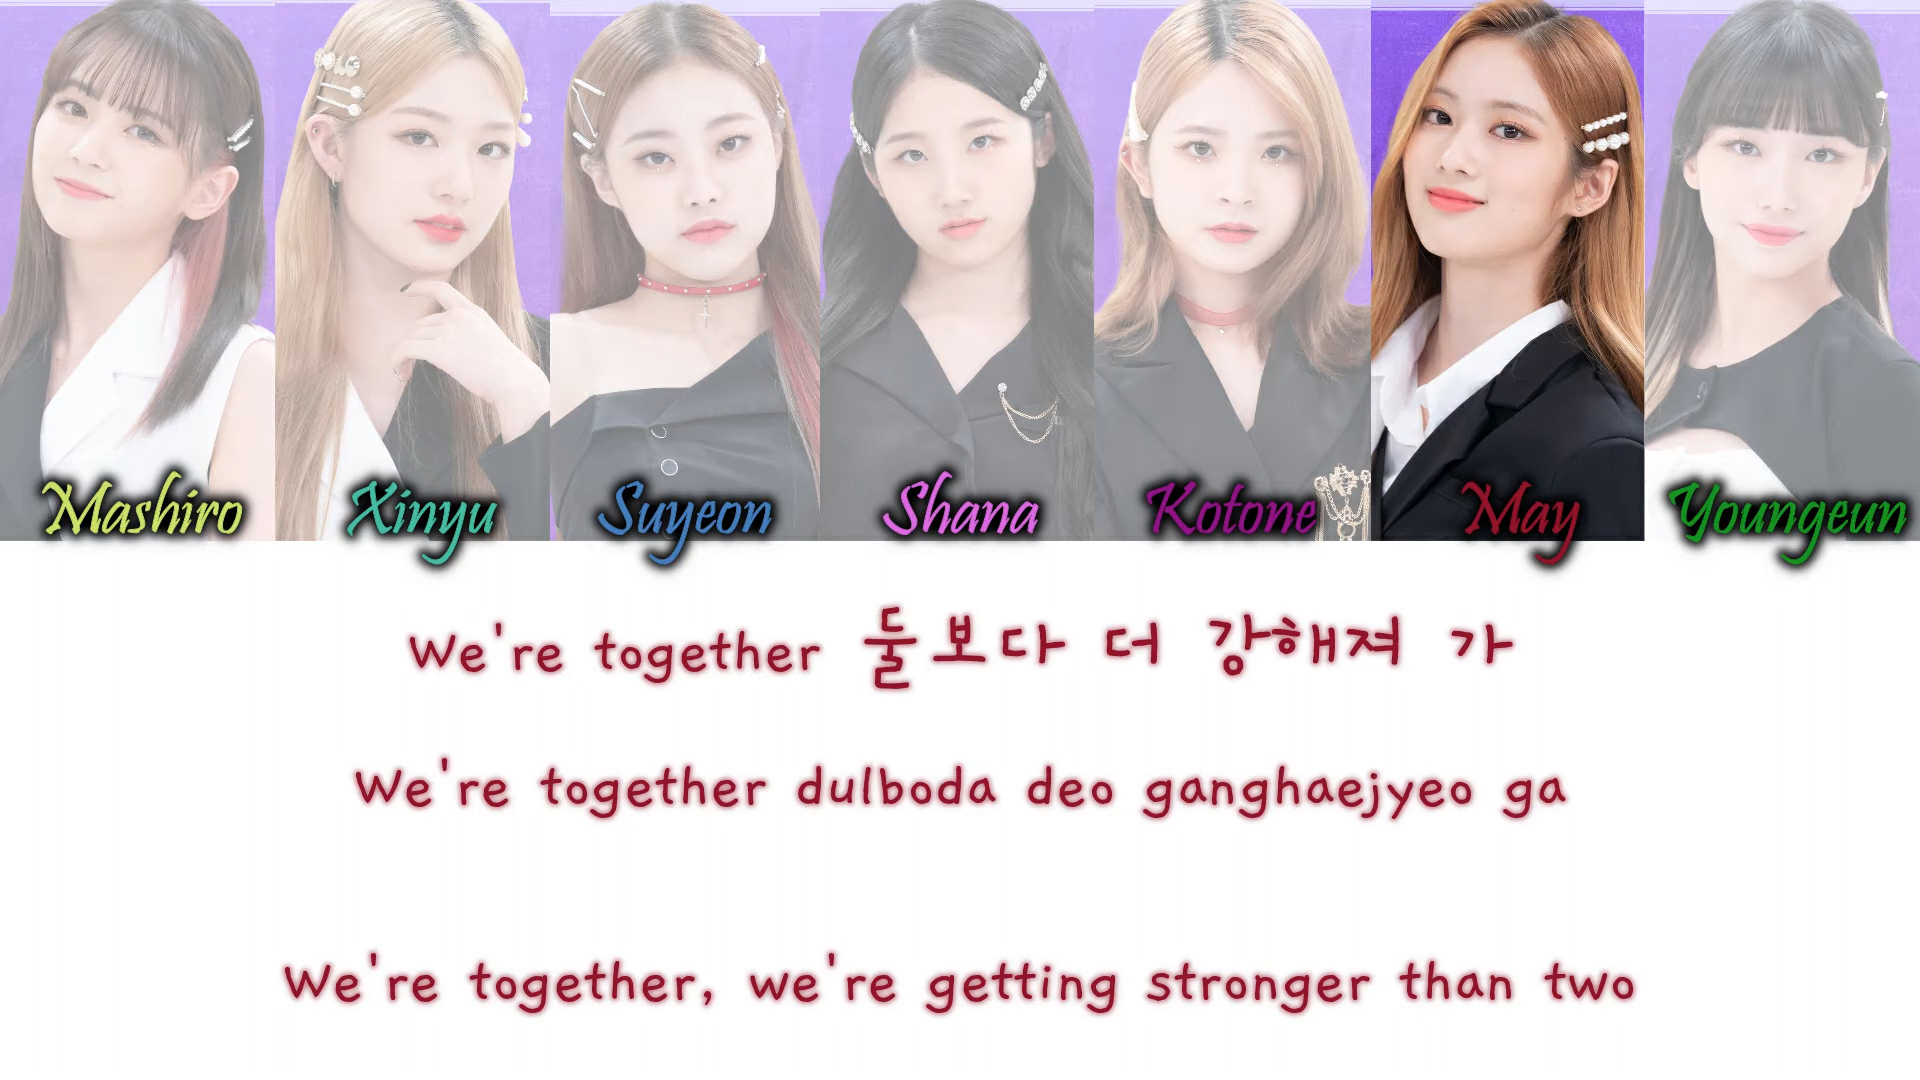 Mashiro Xinyu Suyeon Shana Kotone May Youngeun
We're together 둘보다 더 강해져 가
We're together dulboda deo ganghaejyeo ga
We're together, we're getting stronger than two